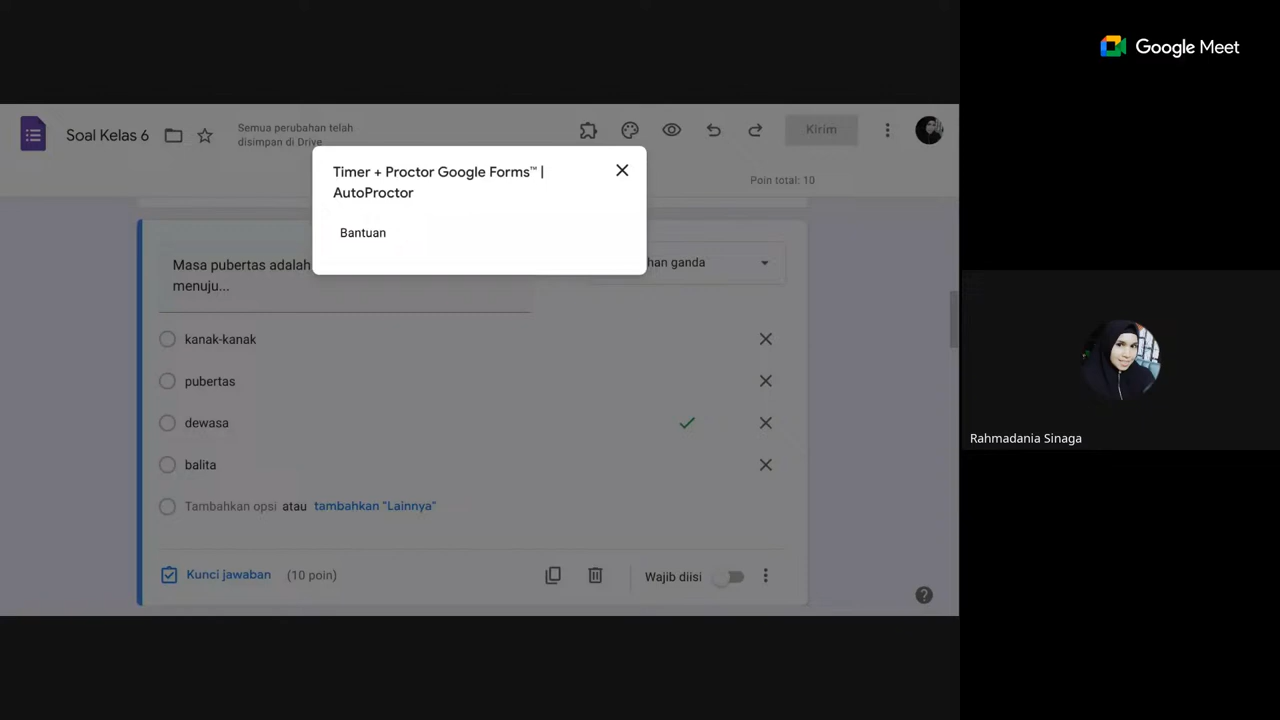 Google Meet
Soal Kelas 6
Semua perubahan telah
disimpan di Drive
Kirim
Timer + Proctor Google Forms™ |
AutoProctor
Bantuan
Poin total: 10
Masa pubertas adalah
menuju...
ganda
kanak-kanak
pubertas
dewasa
balita
Tambahkan opsi atau tambahkan "Lainnya"
Kunci jawaban (10 poin)
Wajib diisi
Rahmadania Sinaga